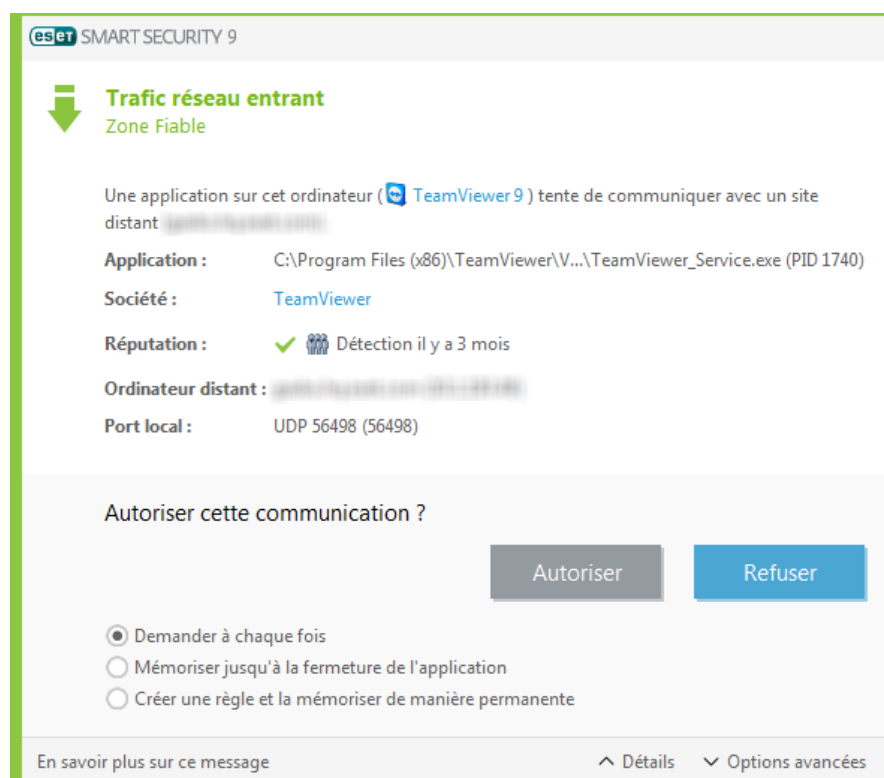 eset SMART SECURITY 9
Trafic réseau entrant
Zone Fiable
Une application sur cet ordinateur ( TeamViewer 9 ) tente de communiquer avec un site
distant
Application : C:\Program Files (x86)\TeamViewer\V...\TeamViewer_Service.exe (PID 1740)
Société : TeamViewer
Réputation : Détection il y a 3 mois
Ordinateur distant :
Port local : UDP 56498 (56498)
Autoriser cette communication ?
Autoriser Refuser
Demander à chaque fois
Mémoriser jusqu'à la fermeture de l'application
Créer une règle et la mémoriser de manière permanente
En savoir plus sur ce message Détails Options avancées